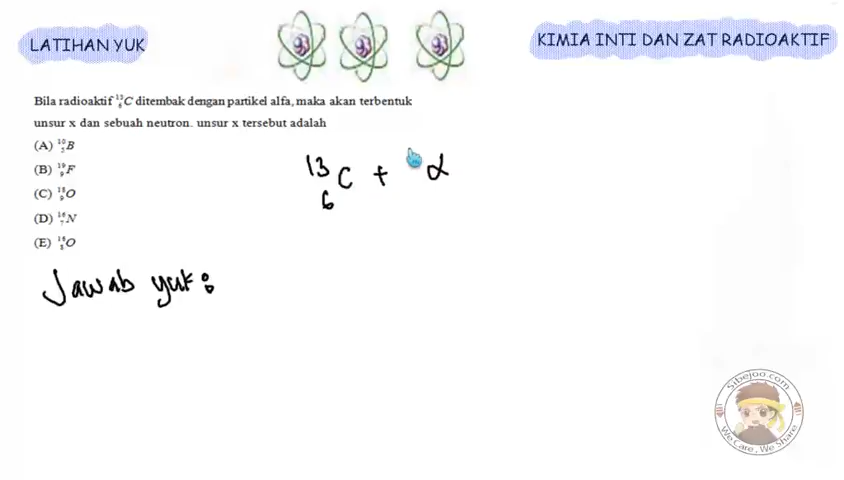 LATIHAN YUK
KIMIA INTI DAN ZAT RADIOAKTIF
Bila radioaktif ¹³₆C ditembak dengan partikel alfa, maka akan terbentuk
unsur x dan sebuah neutron. unsur x tersebut adalah
(A) ¹⁰₅B
(B) ¹⁹₉F
(C) O
(D) ¹⁶₇N
(E) ¹⁶₈O
¹³₆C + α
Jawab yuk:
Sibejoo.com
We Care, We Share